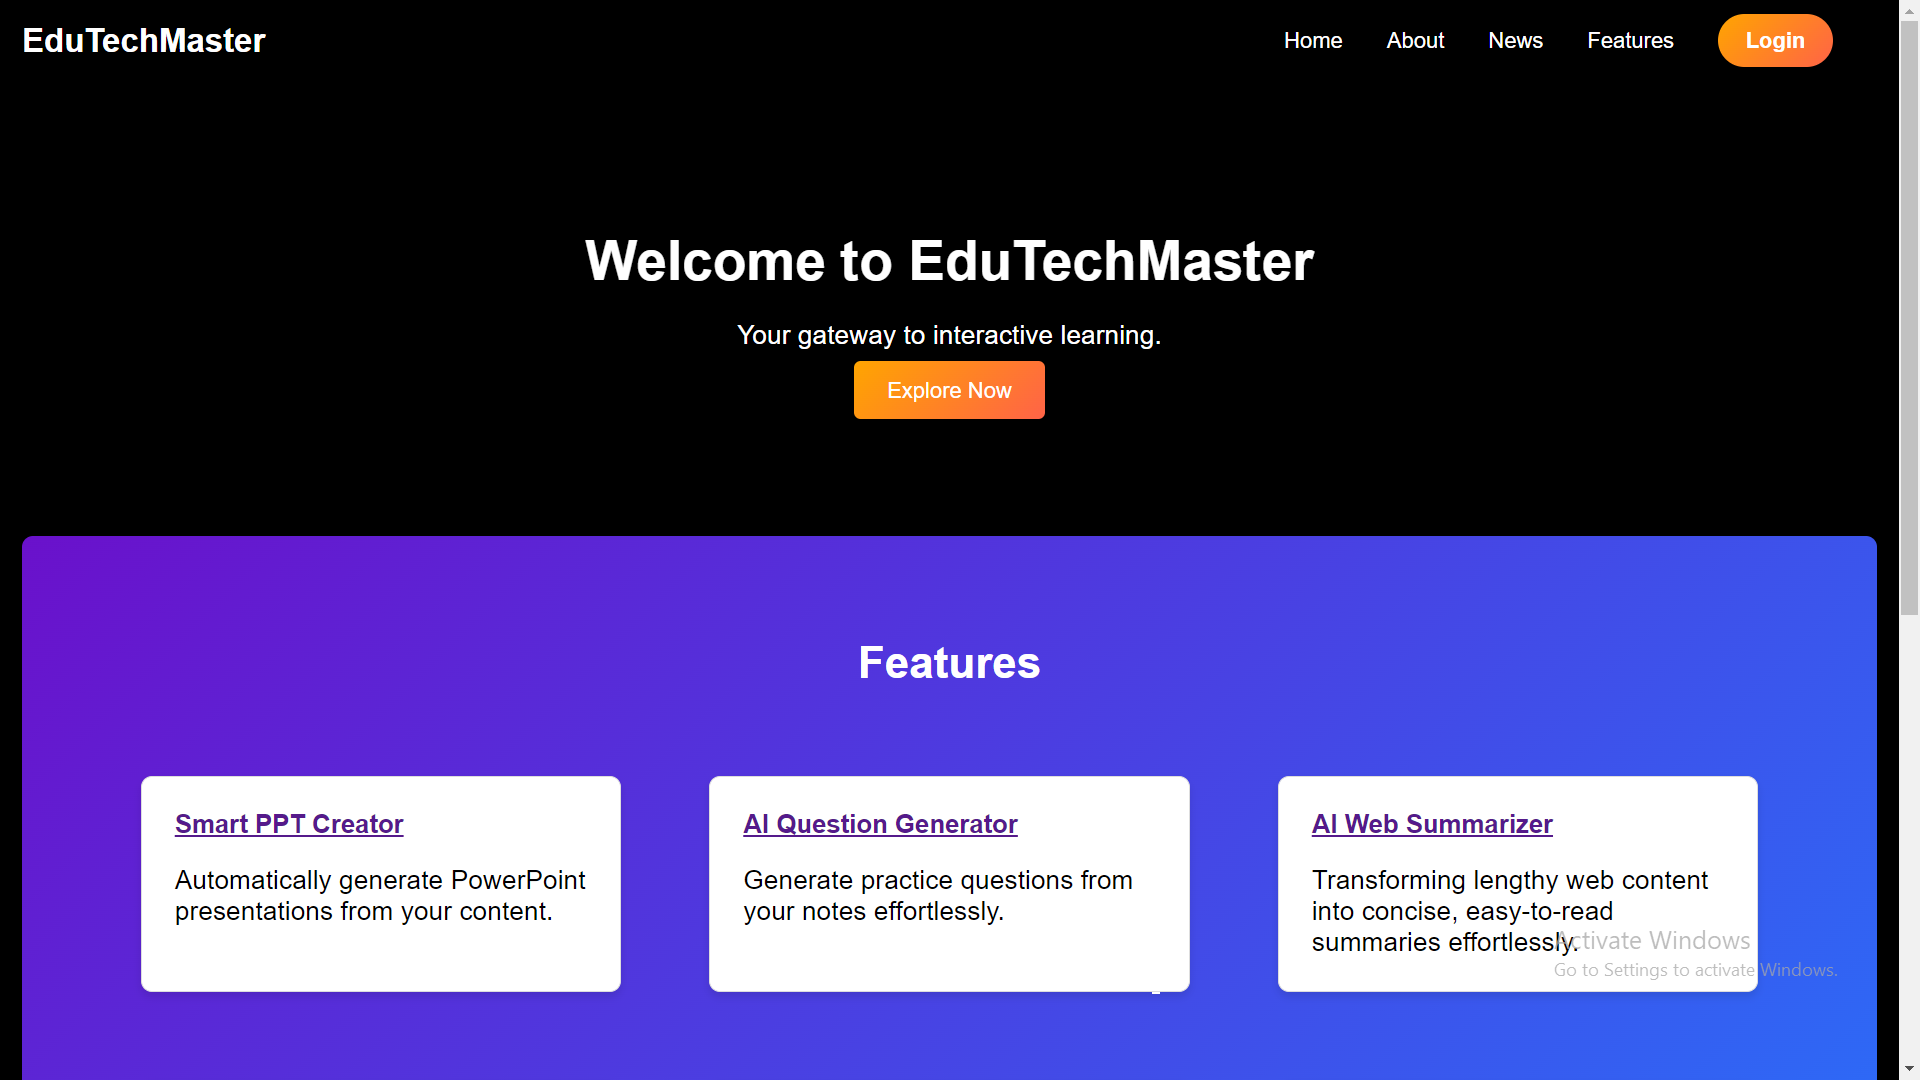 EduTechMaster
Home
About
News
Features
Login
Welcome to EduTechMaster
Your gateway to interactive learning.
Explore Now
Features
Smart PPT Creator
Automatically generate PowerPoint
presentations from your content.
AI Question Generator
Generate practice questions from
your notes effortlessly.
AI Web Summarizer
Transforming lengthy web content
into concise, easy-to-read
summaries effortlessly.
Activate Windows
Go to Settings to activate Windows.